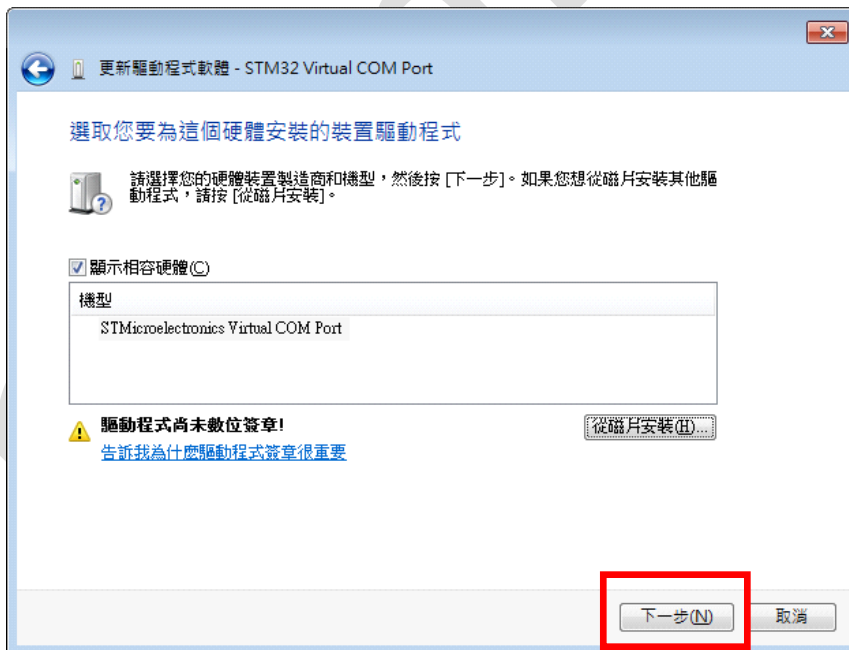 更新驅動程式軟體 - STM32 Virtual COM Port
選取您要為這個硬體安裝的裝置驅動程式
請選擇您的硬體裝置製造商和機型，然後按 [下一步]。如果您想從磁片安裝其他驅
動程式，請按 [從磁片安裝]。
顯示相容硬體(C)
機型
STMicroelectronics Virtual COM Port
驅動程式尚未數位簽章!
從磁片安裝(H)...
告訴我為什麼驅動程式簽章很重要
下一步(N)
取消